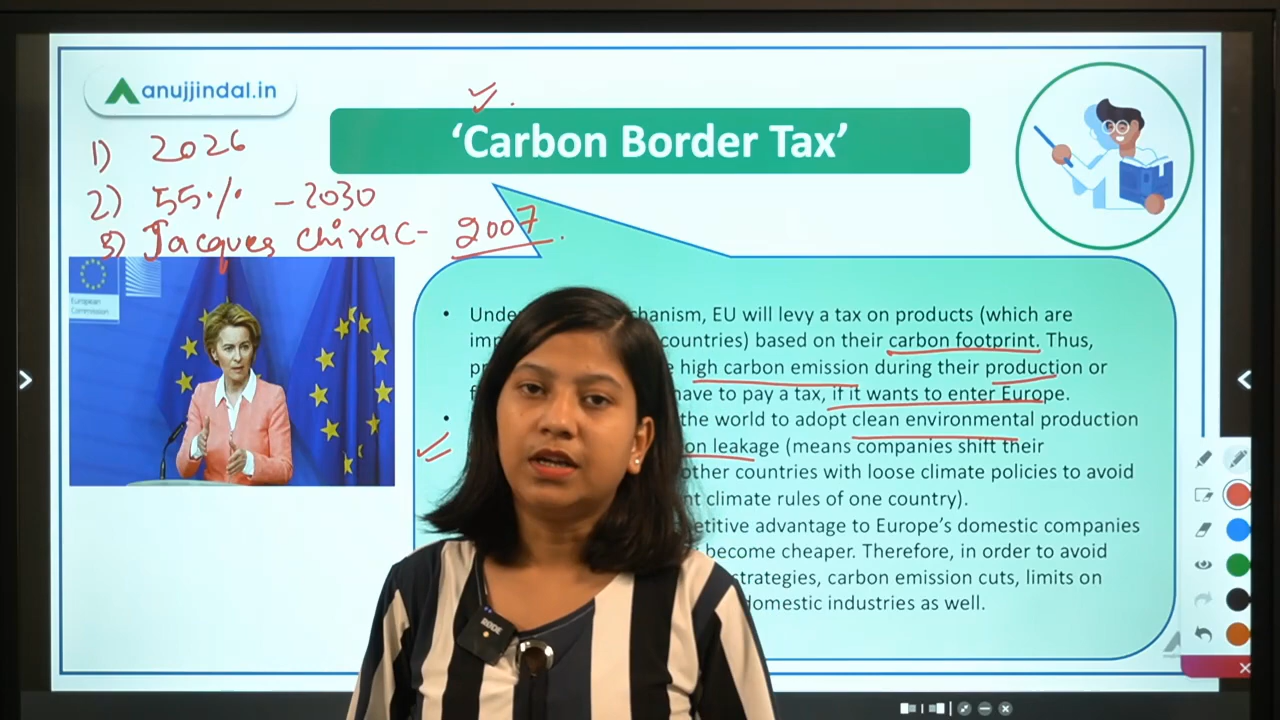 anujjindal.in
'Carbon Border Tax'
1) 2026
2) 55% - 2030
3) Jacques Chirac - 2007
European
Commission
• Unde chanism, EU will levy a tax on products (which are
countries) based on their carbon footprint. Thus,
high carbon emission during their production or
have to pay a tax, if it wants to enter Europe.
• the world to adopt clean environmental production
on leakage (means companies shift their
other countries with loose climate policies to avoid
nt climate rules of one country).
petitive advantage to Europe's domestic companies
become cheaper. Therefore, in order to avoid
strategies, carbon emission cuts, limits on
domestic industries as well.
RODE